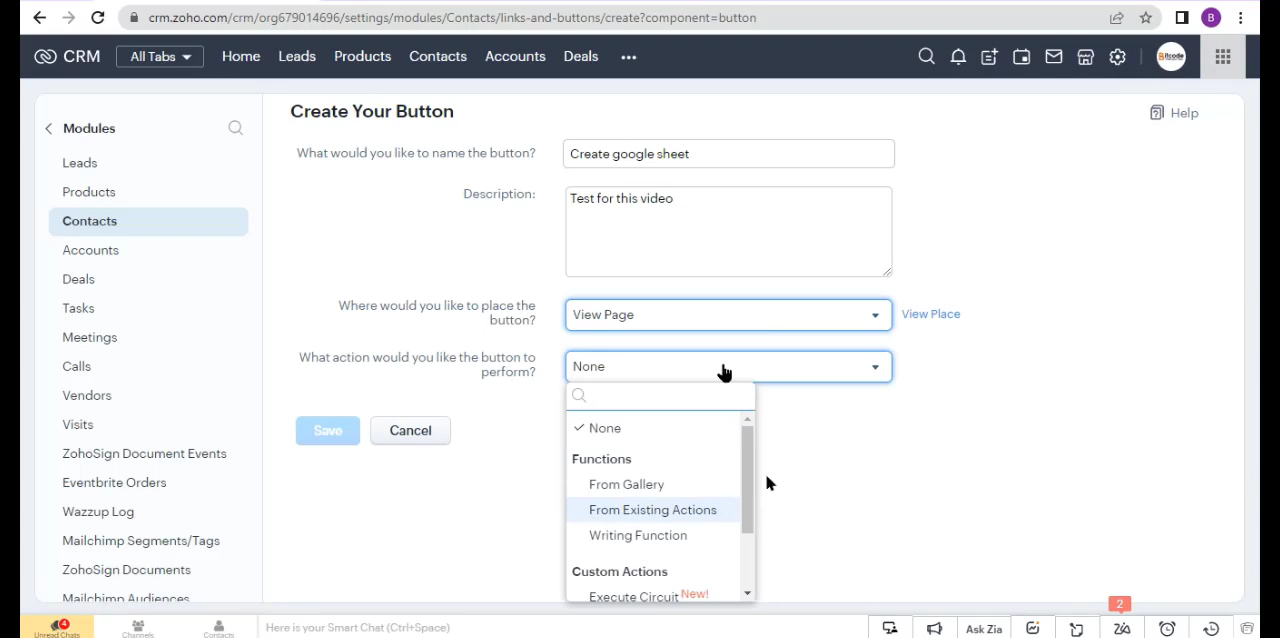 crm.zoho.com/crm/org679014696/settings/modules/Contacts/links-and-buttons/create?component=button
B
CRM
All Tabs
Home
Leads
Products
Contacts
Accounts
Deals
•••
Bitcode
Modules
Leads
Products
Contacts
Accounts
Deals
Tasks
Meetings
Calls
Vendors
Visits
ZohoSign Document Events
Eventbrite Orders
Wazzup Log
Mailchimp Segments/Tags
ZohoSign Documents
Mailchimp Audiences
Create Your Button
Help
What would you like to name the button?
Create google sheet
Description:
Test for this video
Where would you like to place the
button?
View Page
View Place
What action would you like the button to
perform?
None
Save
Cancel
None
Functions
From Gallery
From Existing Actions
Writing Function
Custom Actions
Execute Circuit New!
4
Unread Chats
Channels
Contacts
Here is your Smart Chat (Ctrl+Space)
Ask Zia
2